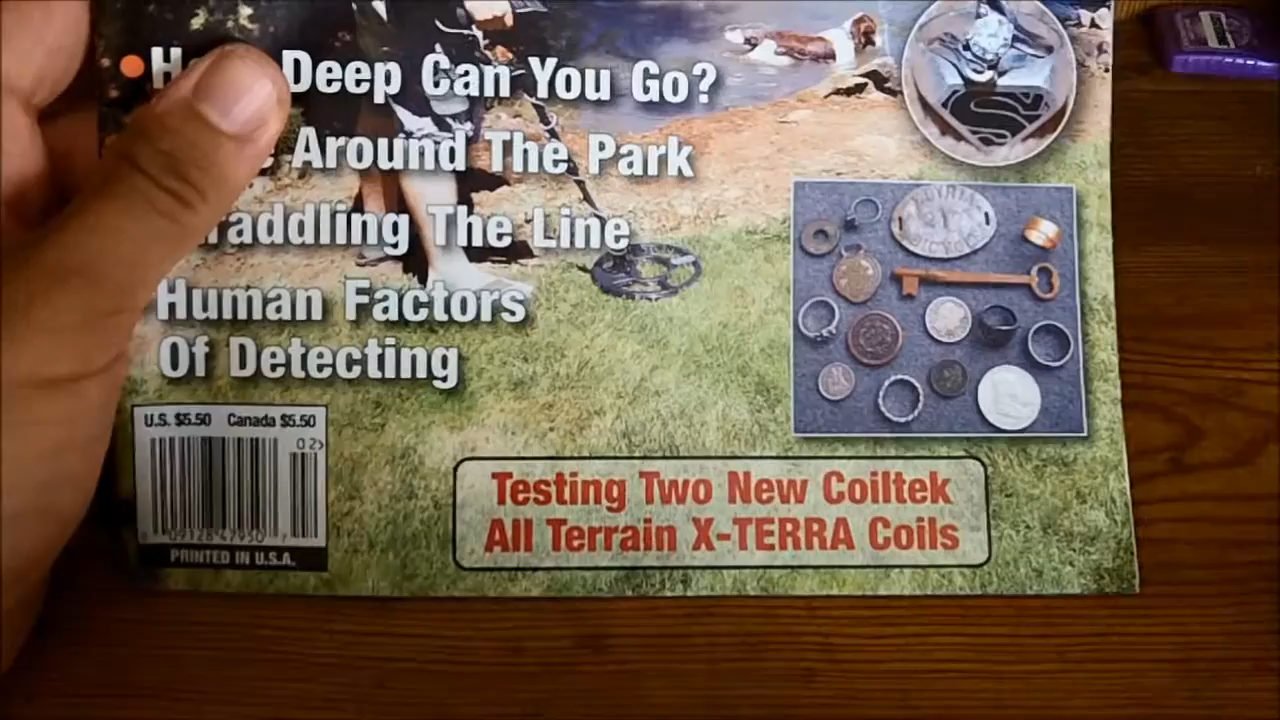 Deep Can You Go?
Around The Park
The Line
Human Factors
Of Detecting
U.S. $5.50 Canada $5.50
02>
PRINTED IN U.S.A.
Testing Two New Coiltek
All Terrain X-TERRA Coils